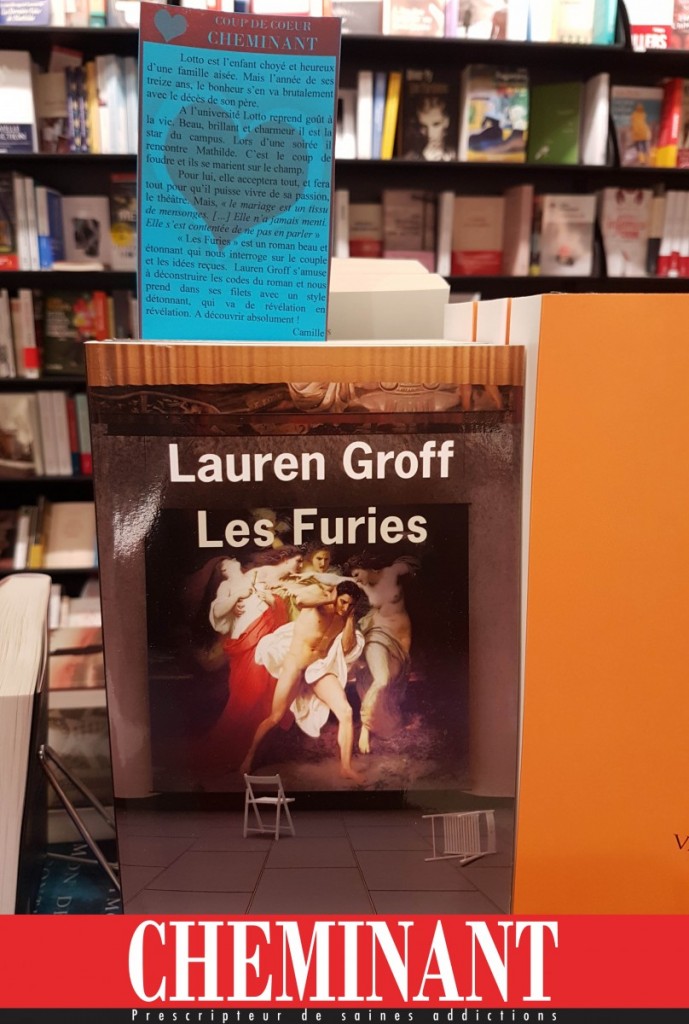 COUP DE COEUR
CHEMINANT
Lotto est l'enfant choyé et heureux
d'une famille aisée. Mais l'année de ses
treize ans, le bonheur s'en va brutalement
avec le décès de son père.
A l'université Lotto reprend goût à
la vie. Beau, brillant et charmeur il est la
star du campus. Lors d'une soirée il
rencontre Mathilde. C'est le coup de
foudre et ils se marient sur le champ.
Pour lui, elle acceptera tout, et fera
tout pour qu'il puisse vivre de sa passion,
le théâtre. Mais, « le mariage est un tissu
de mensonges. [...] Elle n'a jamais menti.
Elle s'est contentée de ne pas en parler »
« Les Furies » est un roman beau et
étonnant qui nous interroge sur le couple
et les idées reçues. Lauren Groff s'amuse
à déconstruire les codes du roman et nous
prend dans ses filets avec un style
détonnant, qui va de révélation en
révélation. A découvrir absolument !
Camille
Lauren Groff
Les Furies
CHEMINANT
Prescripteur de saines addictions